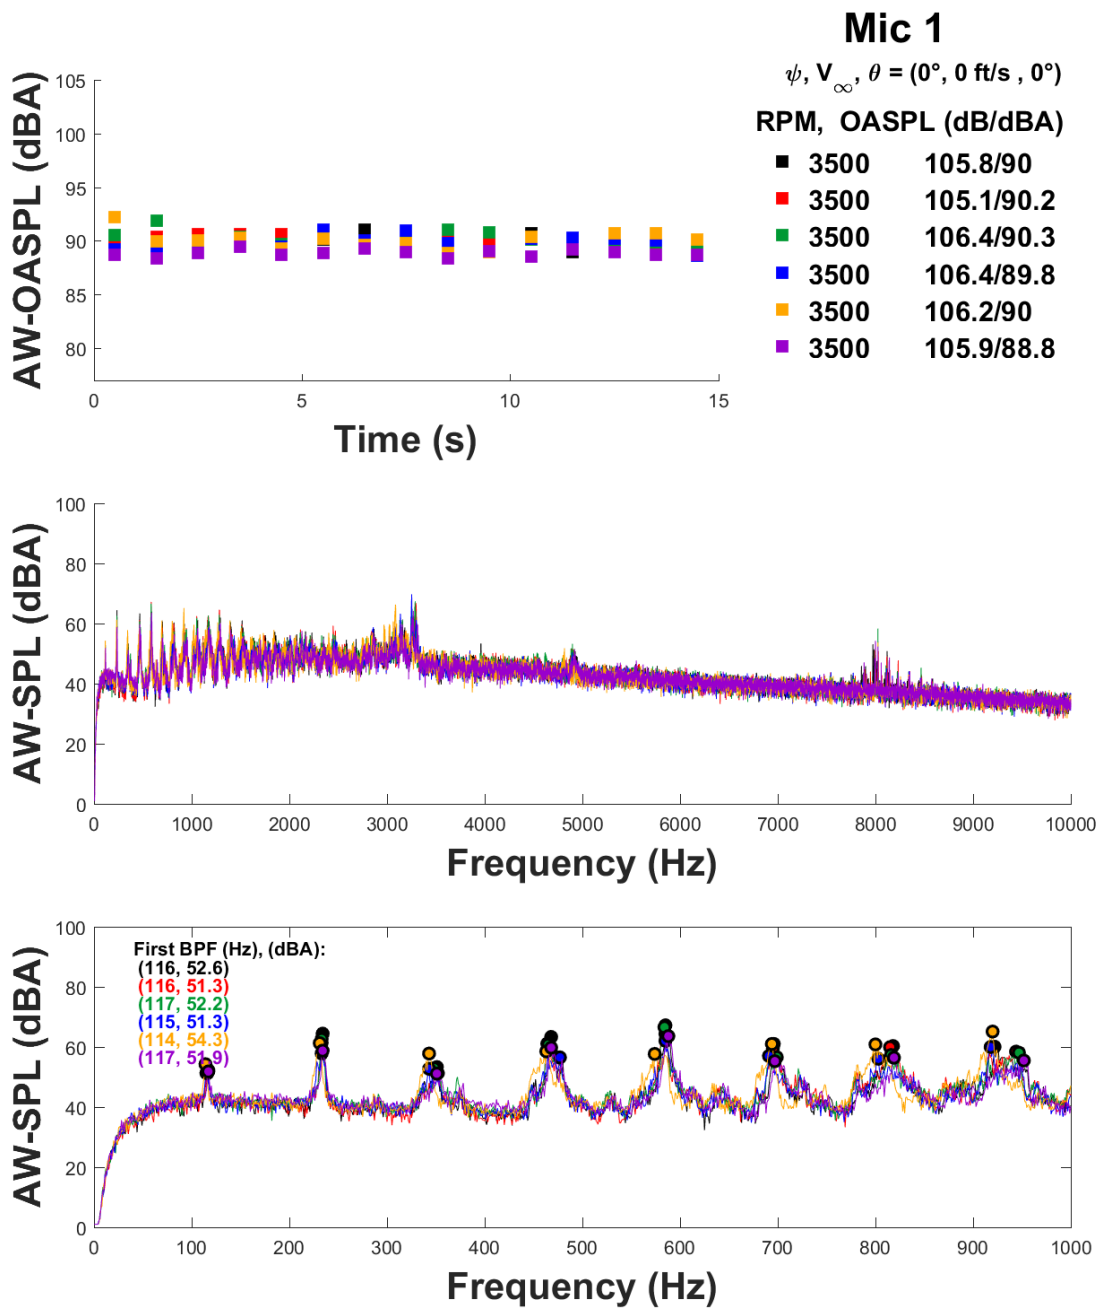 Mic 1
ψ, V∞, θ = (0°, 0 ft/s , 0°)
RPM, OASPL (dB/dBA)
3500 105.8/90
3500 105.1/90.2
3500 106.4/90.3
3500 106.4/89.8
3500 106.2/90
3500 105.9/88.8
AW-OASPL (dBA)
105
100
95
90
85
80
0 5 10 15
Time (s)
AW-SPL (dBA)
100
80
60
40
20
0
0 1000 2000 3000 4000 5000 6000 7000 8000 9000 10000
Frequency (Hz)
AW-SPL (dBA)
100
80
60
40
20
0
First BPF (Hz), (dBA):
(116, 52.6)
(116, 51.3)
(117, 52.2)
(115, 51.3)
(114, 54.3)
(117, 51.9)
0 100 200 300 400 500 600 700 800 900 1000
Frequency (Hz)